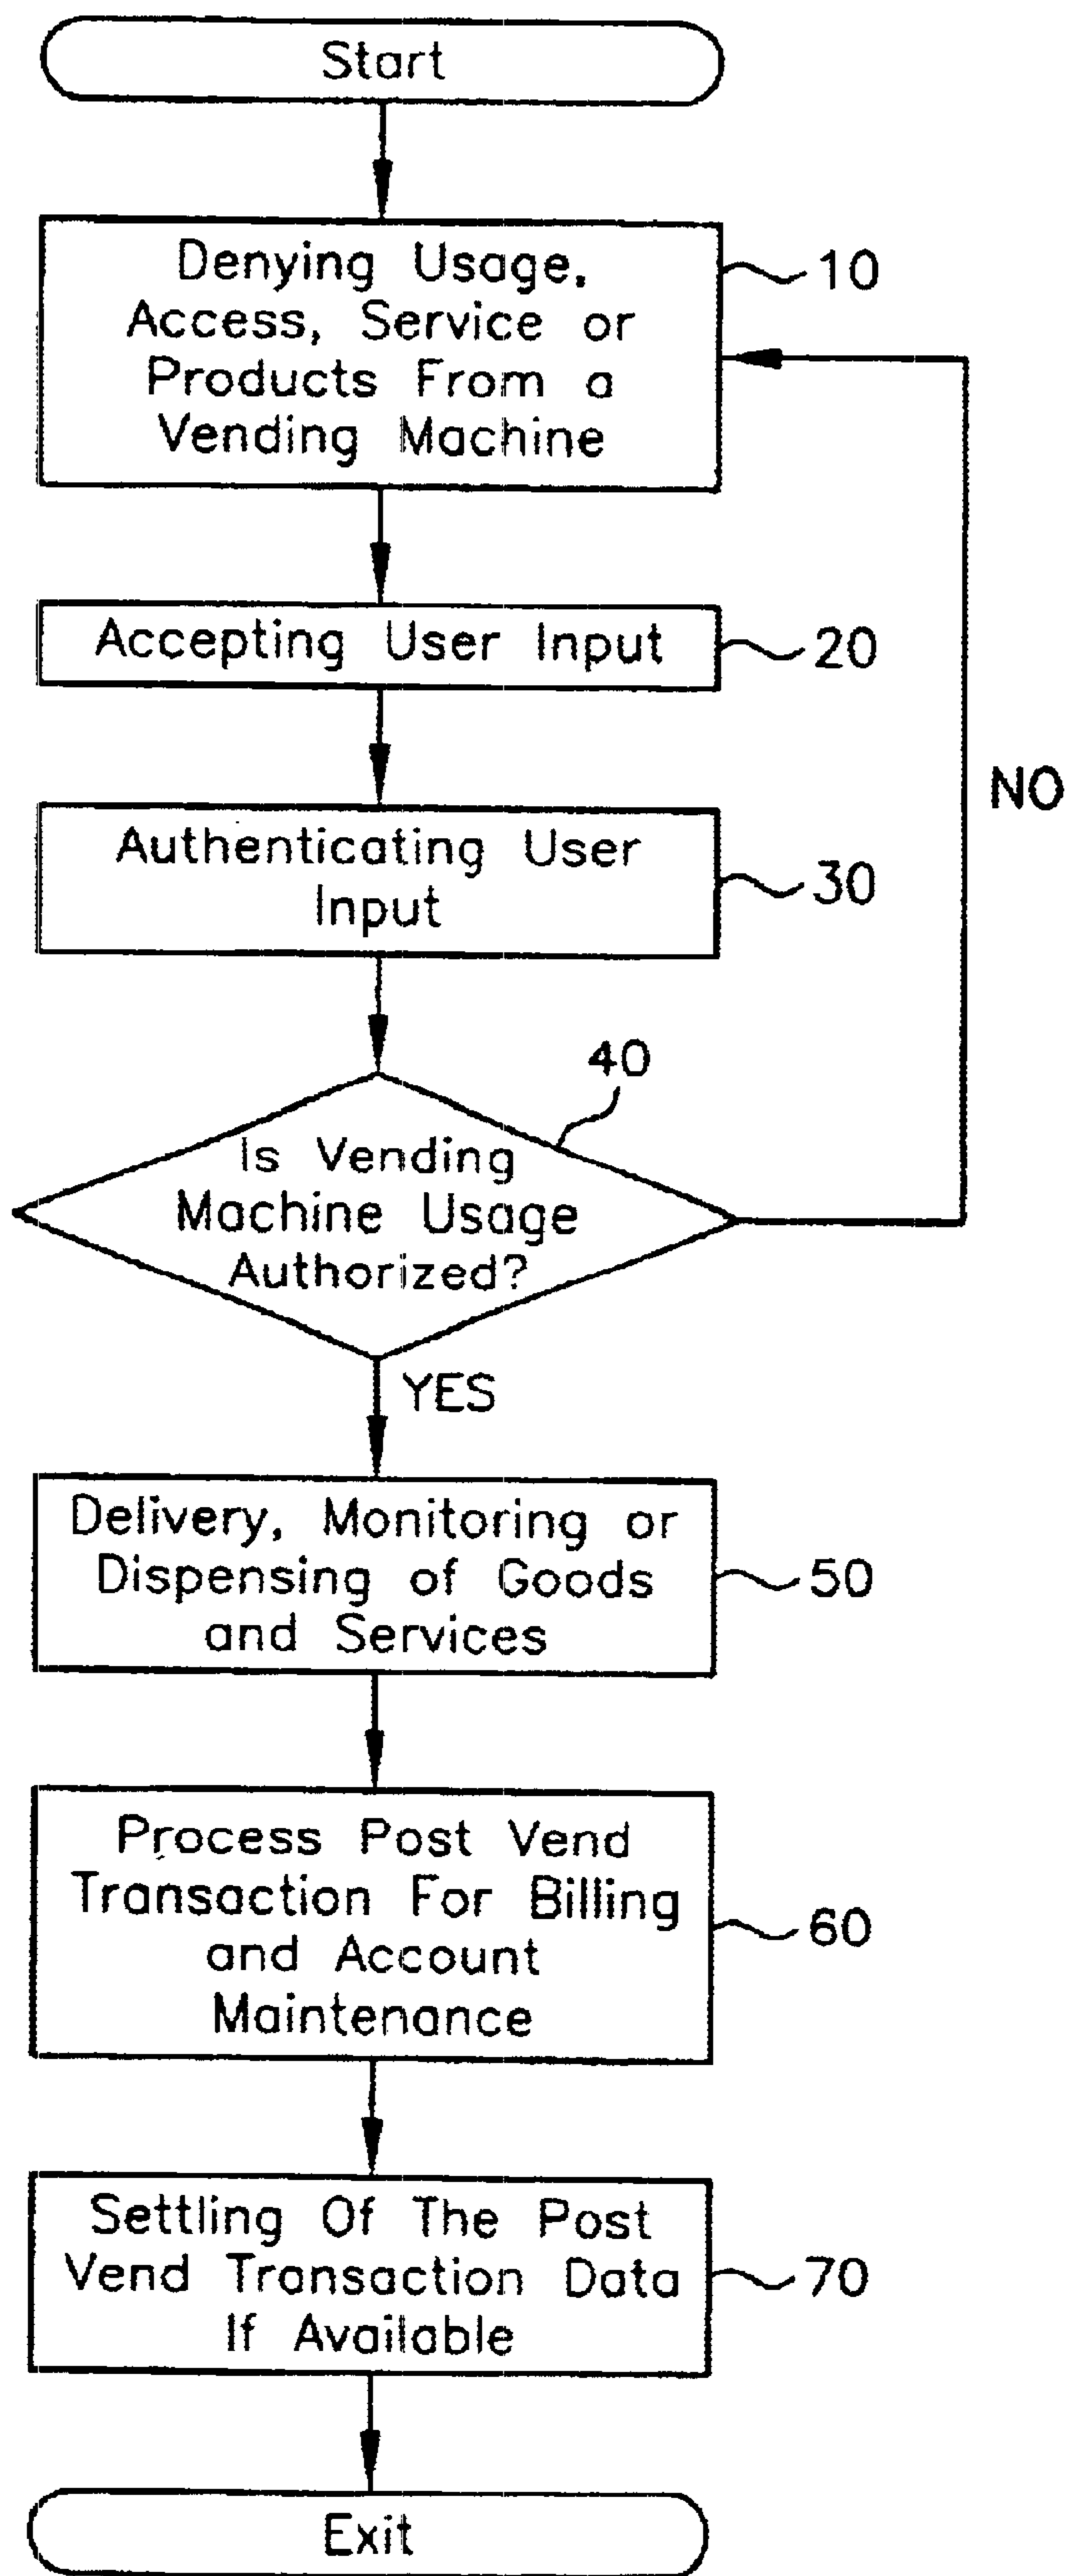 Start
Denying Usage,
Access, Service or
Products From a
Vending Machine
10
Accepting User Input
20
NO
Authenticating User
Input
30
40
Is Vending
Machine Usage
Authorized?
YES
Delivery, Monitoring or
Dispensing of Goods
and Services
50
Process Post Vend
Transaction For Billing
and Account
Maintenance
60
Settling Of The Post
Vend Transaction Data
If Available
70
Exit